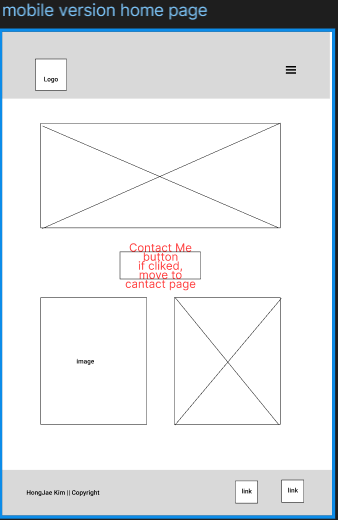 mobile version home page
Logo
Contact Me
button
if cliked,
move to
cantact page
image
HongJae Kim || Copyright
link
link